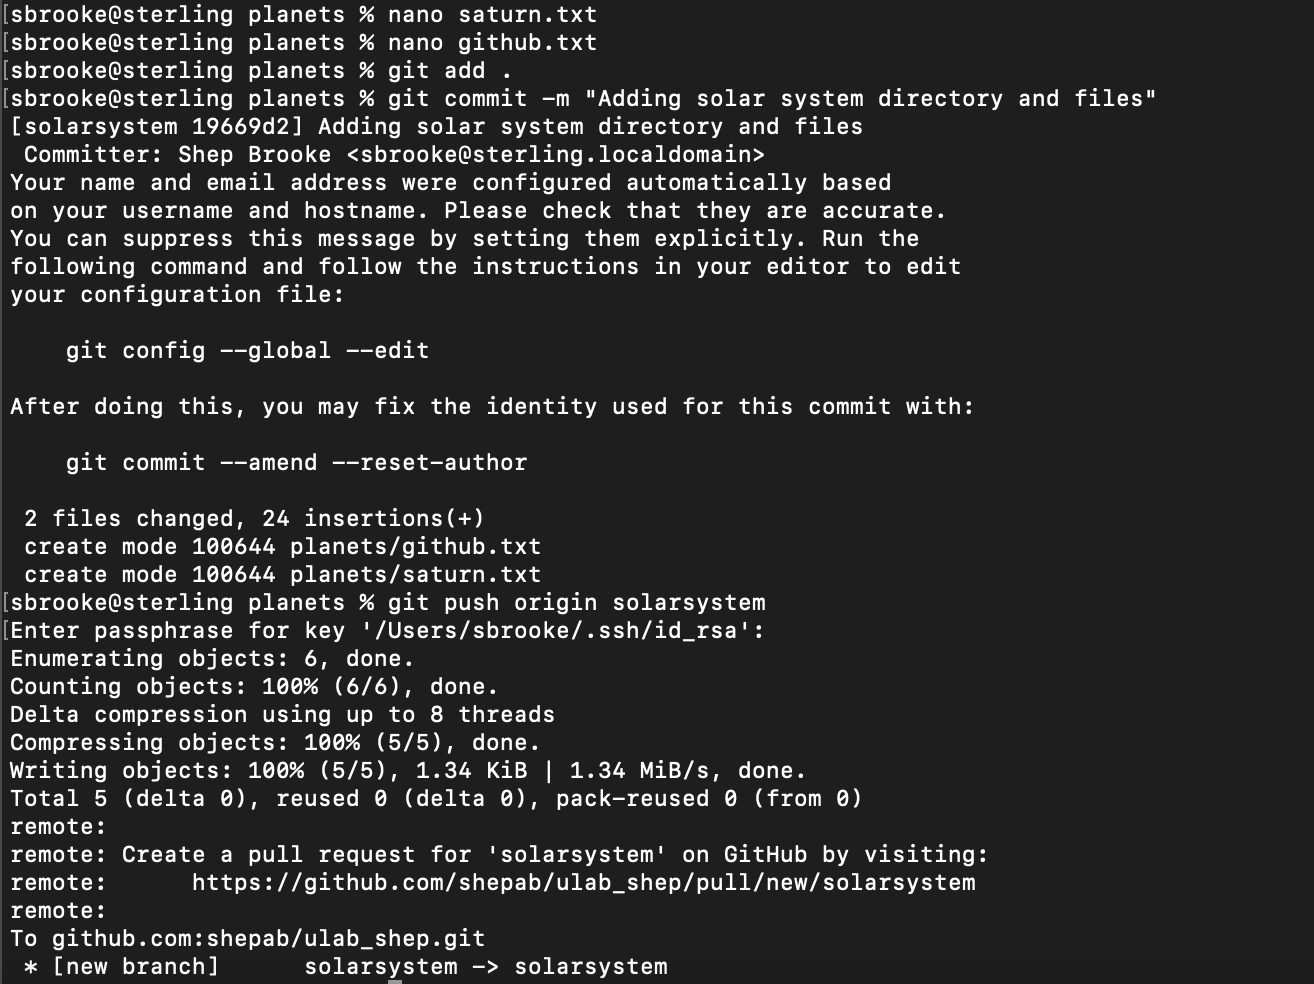 [sbrooke@sterling planets % nano saturn.txt
[sbrooke@sterling planets % nano github.txt
[sbrooke@sterling planets % git add .
[sbrooke@sterling planets % git commit -m "Adding solar system directory and files"
[solarsystem 19669d2] Adding solar system directory and files
 Committer: Shep Brooke <sbrooke@sterling.localdomain>
Your name and email address were configured automatically based
on your username and hostname. Please check that they are accurate.
You can suppress this message by setting them explicitly. Run the
following command and follow the instructions in your editor to edit
your configuration file:

    git config --global --edit

After doing this, you may fix the identity used for this commit with:

    git commit --amend --reset-author

 2 files changed, 24 insertions(+)
 create mode 100644 planets/github.txt
 create mode 100644 planets/saturn.txt
[sbrooke@sterling planets % git push origin solarsystem
[Enter passphrase for key '/Users/sbrooke/.ssh/id_rsa':
Enumerating objects: 6, done.
Counting objects: 100% (6/6), done.
Delta compression using up to 8 threads
Compressing objects: 100% (5/5), done.
Writing objects: 100% (5/5), 1.34 KiB | 1.34 MiB/s, done.
Total 5 (delta 0), reused 0 (delta 0), pack-reused 0 (from 0)
remote:
remote: Create a pull request for 'solarsystem' on GitHub by visiting:
remote:      https://github.com/shepab/ulab_shep/pull/new/solarsystem
remote:
To github.com:shepab/ulab_shep.git
 * [new branch]      solarsystem -> solarsystem